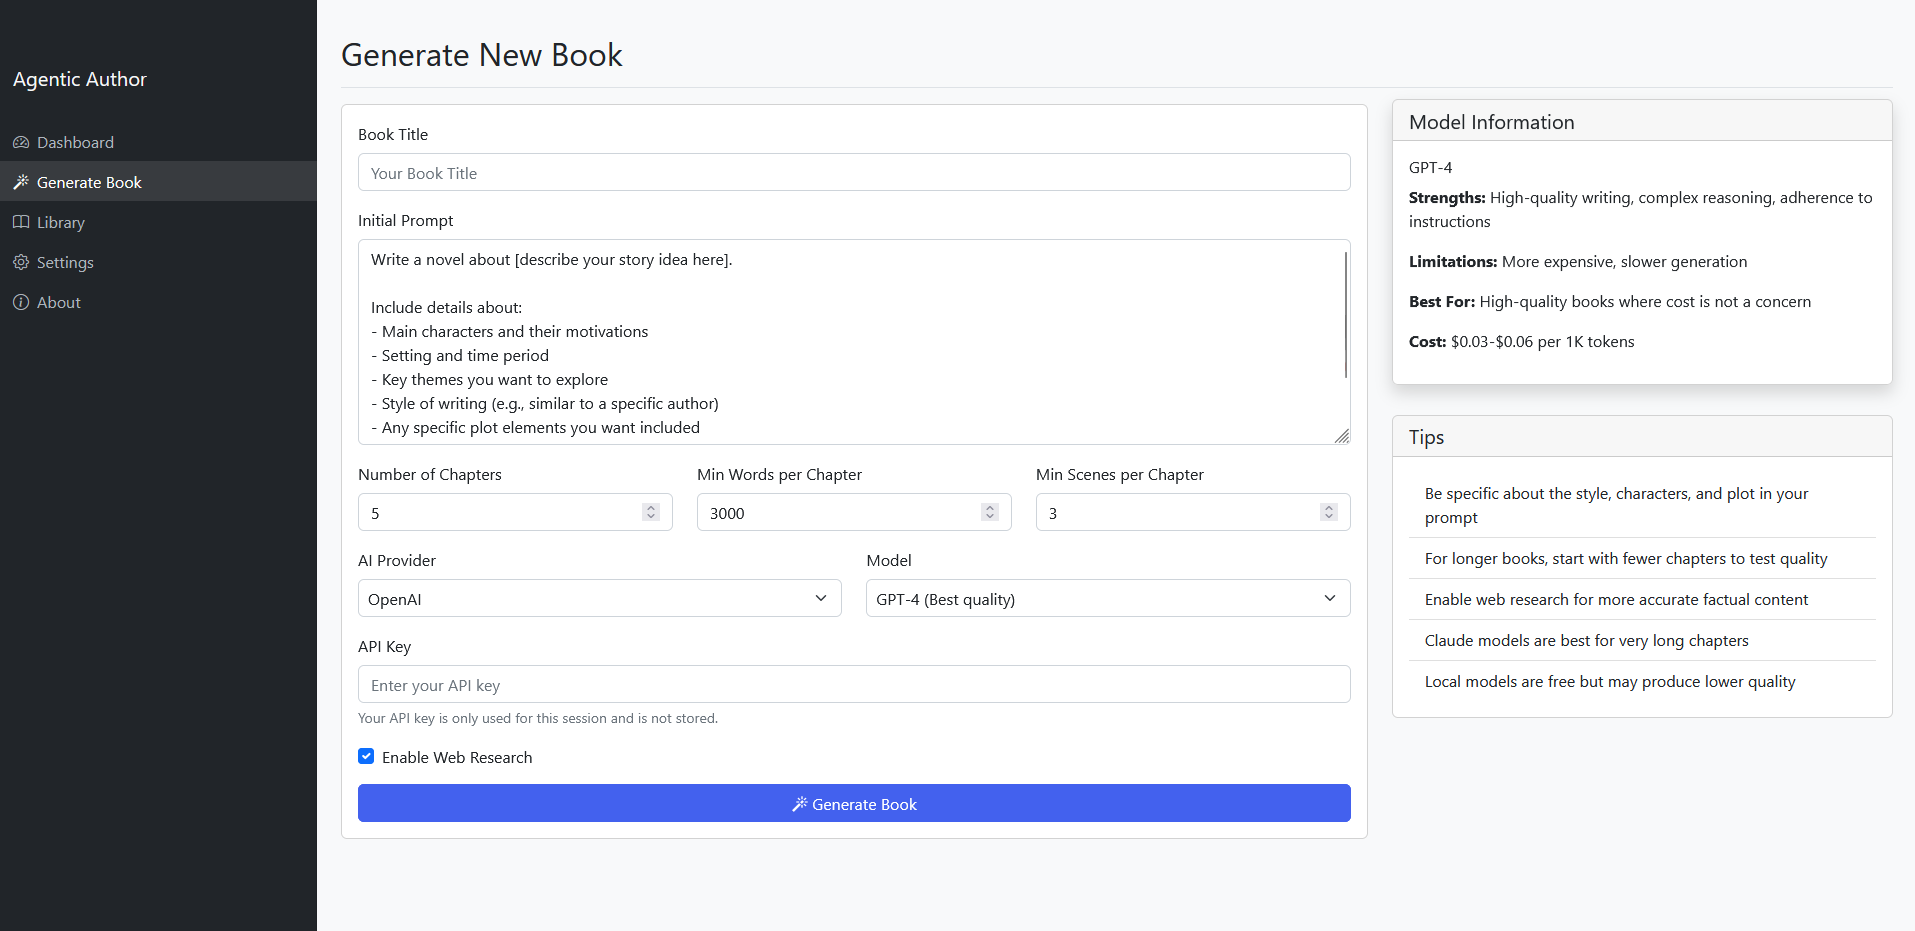 Agentic Author
Dashboard
Generate Book
Library
Settings
About
Generate New Book
Book Title
Your Book Title
Initial Prompt
Write a novel about [describe your story idea here].
Include details about:
- Main characters and their motivations
- Setting and time period
- Key themes you want to explore
- Style of writing (e.g., similar to a specific author)
- Any specific plot elements you want included
Number of Chapters
5
Min Words per Chapter
3000
Min Scenes per Chapter
3
AI Provider
OpenAI
Model
GPT-4 (Best quality)
API Key
Enter your API key
Your API key is only used for this session and is not stored.
Enable Web Research
Generate Book
Model Information
GPT-4
Strengths: High-quality writing, complex reasoning, adherence to
instructions
Limitations: More expensive, slower generation
Best For: High-quality books where cost is not a concern
Cost: $0.03-$0.06 per 1K tokens
Tips
Be specific about the style, characters, and plot in your
prompt
For longer books, start with fewer chapters to test quality
Enable web research for more accurate factual content
Claude models are best for very long chapters
Local models are free but may produce lower quality